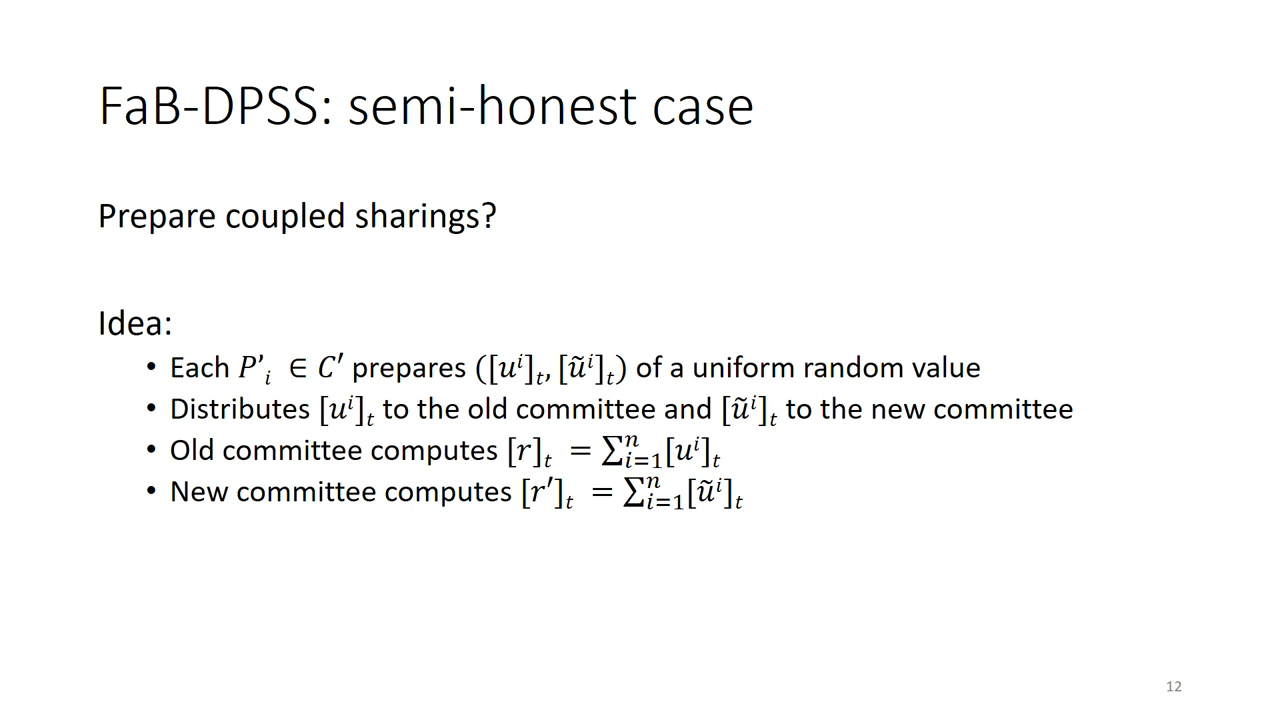 FaB-DPSS: semi-honest case
Prepare coupled sharings?
Idea:
• Each P’ᵢ ∈ C′ prepares ([uⁱ]ₜ, [ũⁱ]ₜ) of a uniform random value
• Distributes [uⁱ]ₜ to the old committee and [ũⁱ]ₜ to the new committee
• Old committee computes [r]ₜ = ∑ⁿᵢ₌₁[uⁱ]ₜ
• New committee computes [r′]ₜ = ∑ⁿᵢ₌₁[ũⁱ]ₜ
12